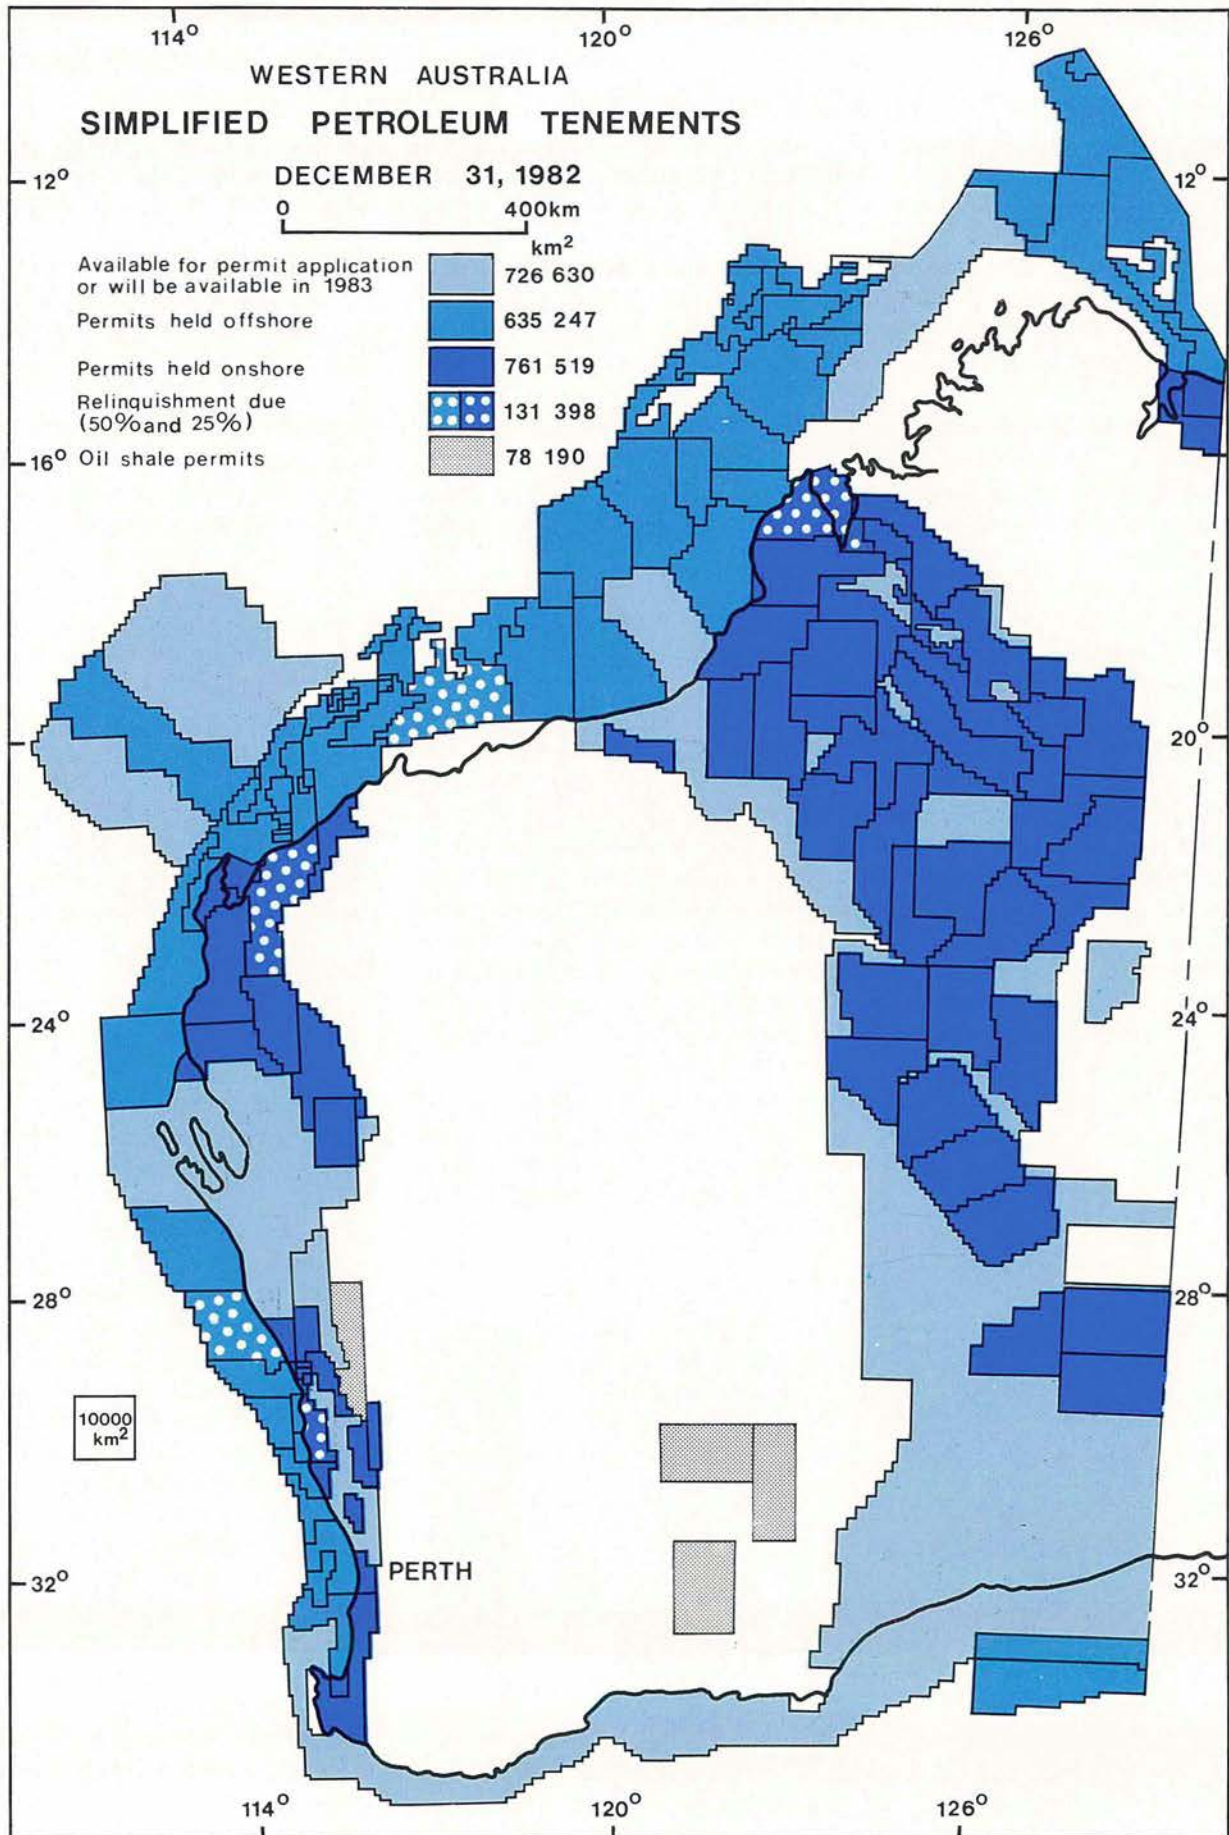 114° 120° 126°
WESTERN AUSTRALIA
SIMPLIFIED PETROLEUM TENEMENTS
DECEMBER 31, 1982
12° 12°
0 400km
km²
Available for permit application
or will be available in 1983
726 630
Permits held offshore 635 247
Permits held onshore 761 519
Relinquishment due
(50% and 25%)
131 398
Oil shale permits 78 190
16°
20°
24° 24°
28° 28°
10000
km²
PERTH
32° 32°
114° 120° 126°